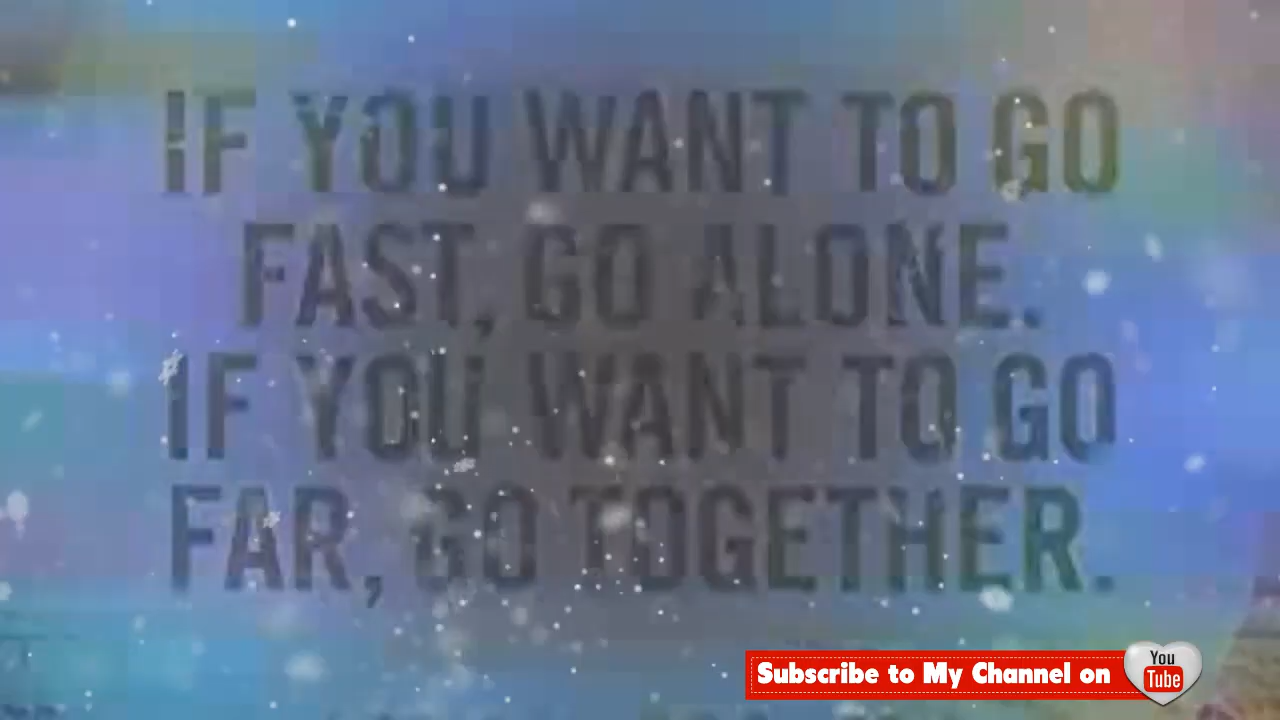 IF YOU WANT TO GO
FAST, GO ALONE.
IF YOU WANT TO GO
FAR, GO TOGETHER.
Subscribe to My Channel on
You
Tube